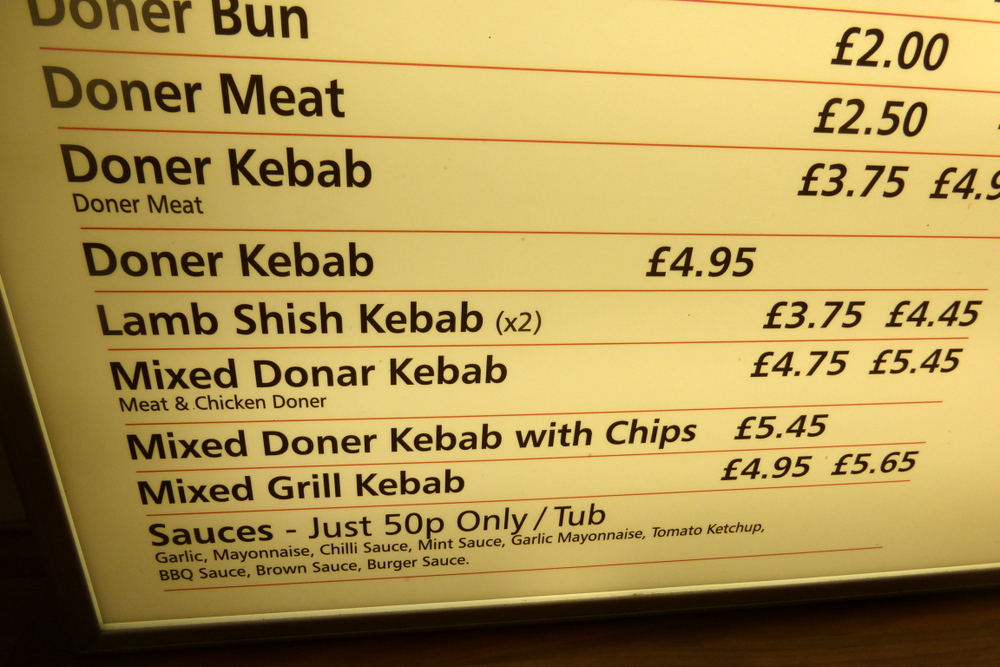 Doner Bun £2.00
Doner Meat £2.50
Doner Kebab £3.75
Doner Meat
Doner Kebab £4.95
Lamb Shish Kebab (x2) £3.75 £4.45
Mixed Donar Kebab £4.75 £5.45
Meat & Chicken Doner
Mixed Doner Kebab with Chips £5.45
Mixed Grill Kebab £4.95 £5.65
Sauces - Just 50p Only / Tub
Garlic, Mayonnaise, Chilli Sauce, Mint Sauce, Garlic Mayonnaise, Tomato Ketchup,
BBQ Sauce, Brown Sauce, Burger Sauce.